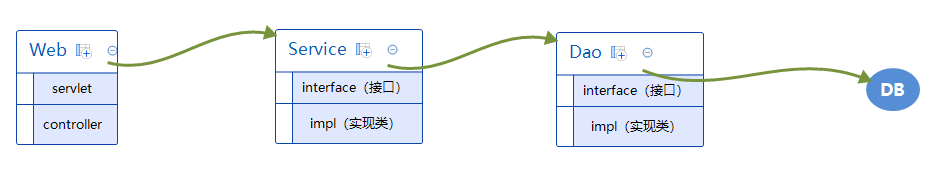 Web
servlet
controller
Service
interface（接口）
impl（实现类）
Dao
interface（接口）
impl（实现类）
DB